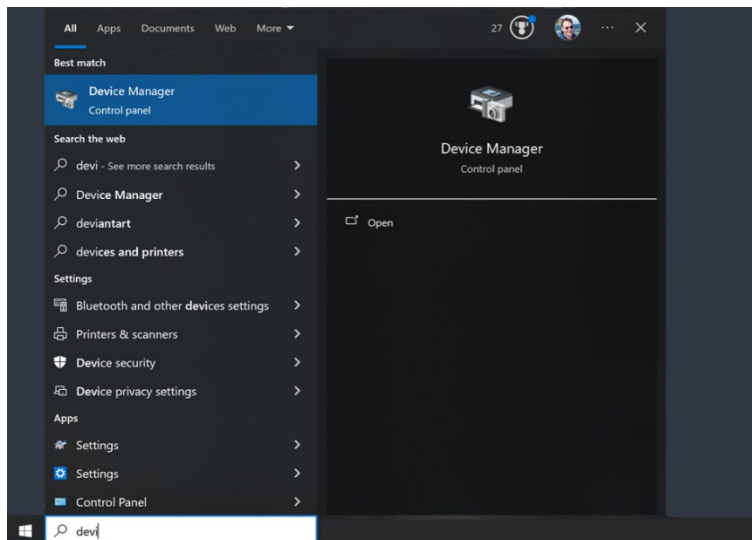 All Apps Documents Web More 27 ...
Best match
Device Manager
Control panel
Search the web
devi - See more search results
Device Manager
deviantart
devices and printers
Settings
Bluetooth and other devices settings
Printers & scanners
Device security
Device privacy settings
Apps
Settings
Settings
Control Panel
devi
Device Manager
Control panel
Open